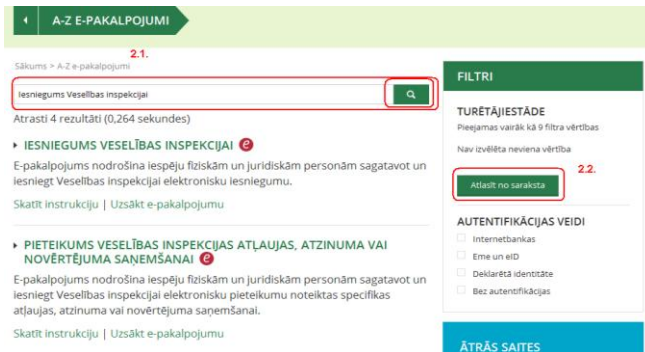 A-Z E-PAKALPOJUMI
2.1.
Sākums > A-Z e-pakalpojumi
Iesniegums Veselības inspekcijai
Atrasti 4 rezultāti (0,264 sekundes)
IESNIEGUMS VESELĪBAS INSPEKCIJAI e
E-pakalpojums nodrošina iespēju fiziskām un juridiskām personām sagatavot un
iesniegt Veselības inspekcijai elektronisku iesniegumu.
Skatīt instrukciju | Uzsākt e-pakalpojumu
PIETEIKUMS VESELĪBAS INSPEKCIJAS ATĻAUJAS, ATZINUMA VAI
NOVĒRTĒJUMA SAŅEMŠANAI e
E-pakalpojums nodrošina iespēju fiziskām un juridiskām personām sagatavot un
iesniegt Veselības inspekcijai elektronisku pieteikumu noteiktas specifikas
atļaujas, atzinuma vai novērtējuma saņemšanai.
Skatīt instrukciju | Uzsākt e-pakalpojumu
FILTRI
TURĒTĀJIESTĀDE
Pieejamas vairāk kā 9 filtra vērtības
Nav izvēlēta neviena vērtība
2.2.
Atlasīt no saraksta
AUTENTIFIKĀCIJAS VEIDI
Internetbankas
Eme un eID
Deklarētā identitāte
Bez autentifikācijas
ĀTRĀS SAITES